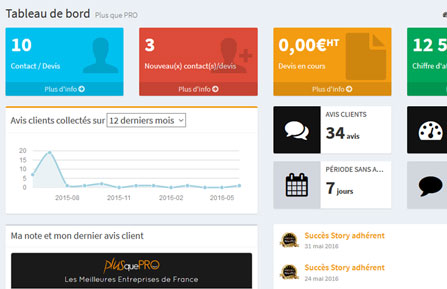 Tableau de bord Plus que PRO
10
Contact / Devis
Plus d'info
3
Nouveau(x) contact(s)/devis
Plus d'info
0,00€HT
Devis en cours
Plus d'info
12 5
Chiffre d'a
Avis clients collectés sur 12 derniers mois
20
15
10
5
0
2015-08
2015-11
2016-02
2016-05
AVIS CLIENTS
34 avis
PÉRIODE SANS A...
7 jours
Ma note et mon dernier avis client
plusquePRO
Les Meilleures Entreprises de France
Succès Story adhérent
31 mai 2016
Succès Story adhérent
24 mai 2016